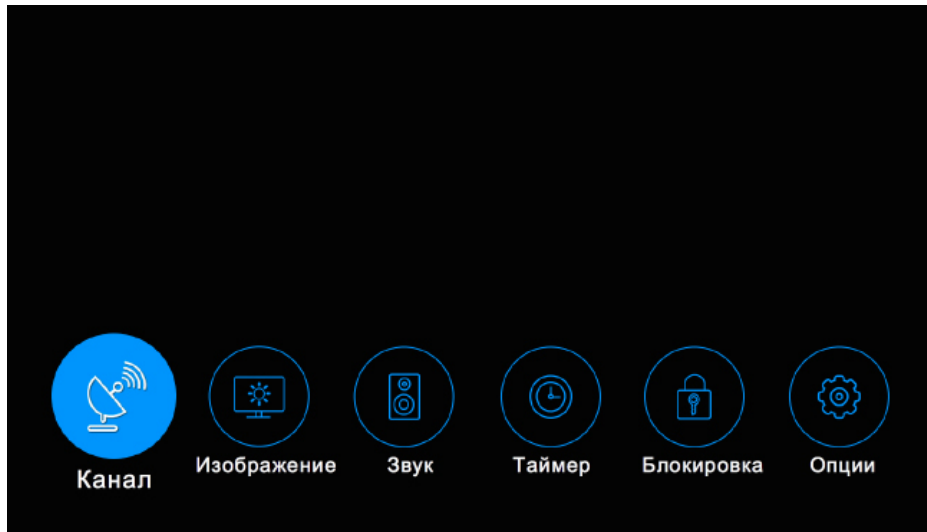 Канал
Изображение
Звук
Таймер
Блокировка
Опции